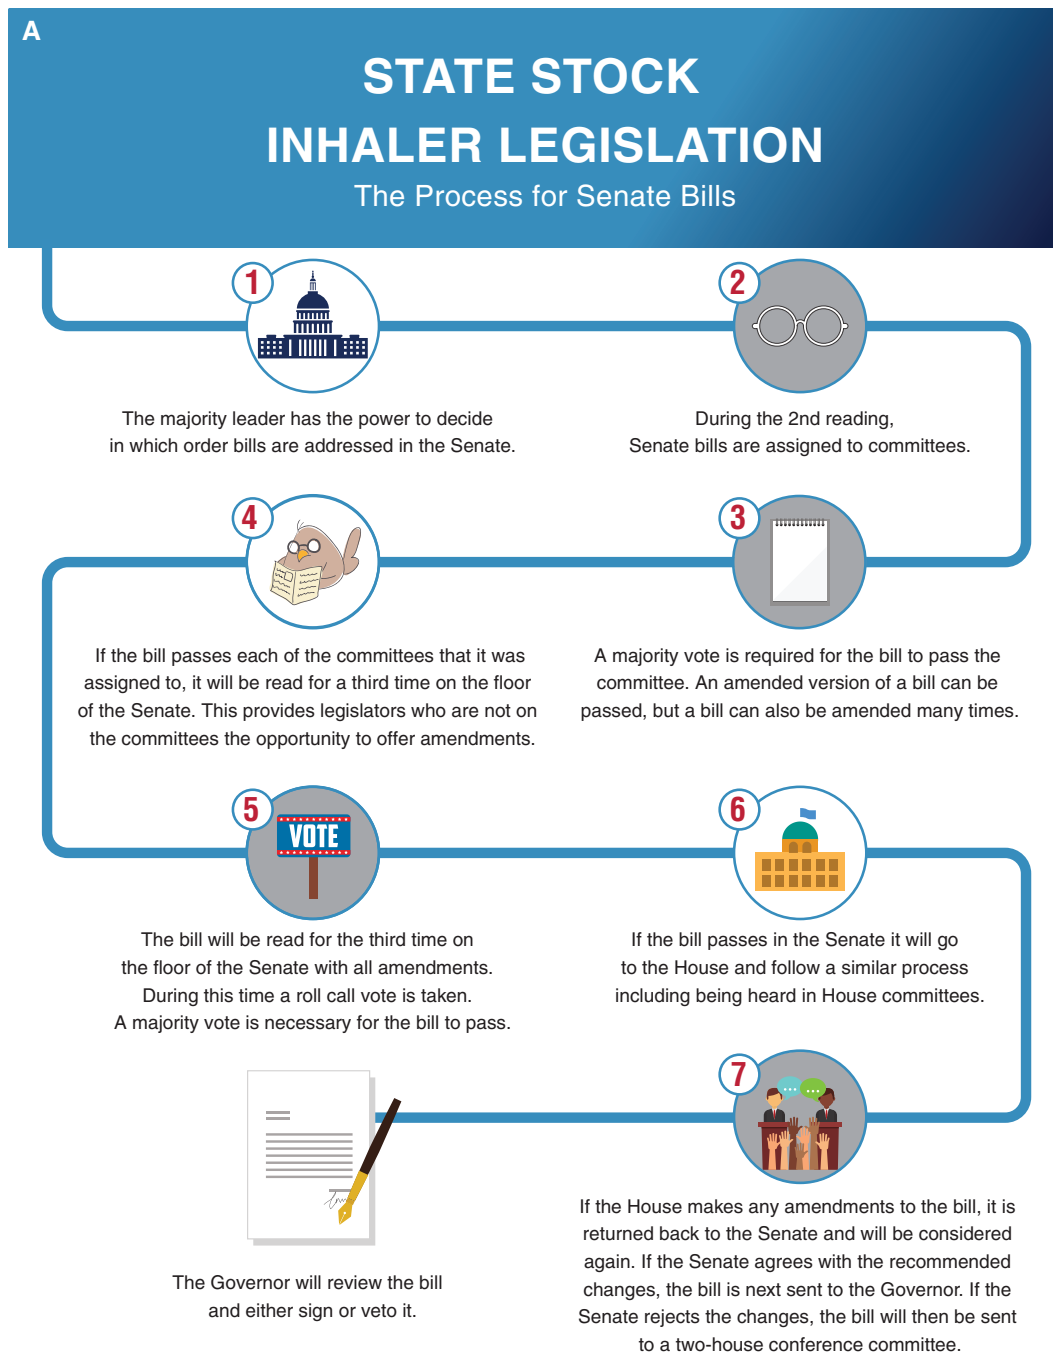 A
STATE STOCK
INHALER LEGISLATION
The Process for Senate Bills
1
The majority leader has the power to decide
in which order bills are addressed in the Senate.
2
During the 2nd reading,
Senate bills are assigned to committees.
3
A majority vote is required for the bill to pass the
committee. An amended version of a bill can be
passed, but a bill can also be amended many times.
4
If the bill passes each of the committees that it was
assigned to, it will be read for a third time on the floor
of the Senate. This provides legislators who are not on
the committees the opportunity to offer amendments.
5
VOTE
The bill will be read for the third time on
the floor of the Senate with all amendments.
During this time a roll call vote is taken.
A majority vote is necessary for the bill to pass.
6
If the bill passes in the Senate it will go
to the House and follow a similar process
including being heard in House committees.
7
If the House makes any amendments to the bill, it is
returned back to the Senate and will be considered
again. If the Senate agrees with the recommended
changes, the bill is next sent to the Governor. If the
Senate rejects the changes, the bill will then be sent
to a two-house conference committee.
The Governor will review the bill
and either sign or veto it.